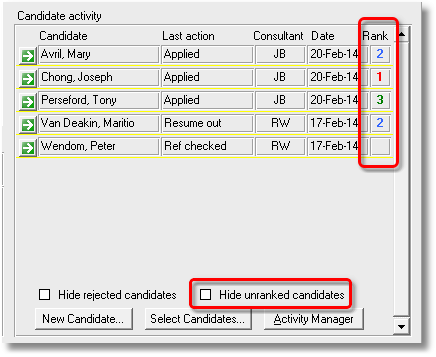 Candidate activity
Candidate Last action Consultant Date Rank
Avril, Mary Applied JB 20-Feb-14 2
Chong, Joseph Applied JB 20-Feb-14 1
Perseford, Tony Applied JB 20-Feb-14 3
Van Deakin, Maritio Resume out RW 17-Feb-14 2
Wendom, Peter Ref checked RW 17-Feb-14
Hide rejected candidates Hide unranked candidates
New Candidate... Select Candidates... Activity Manager